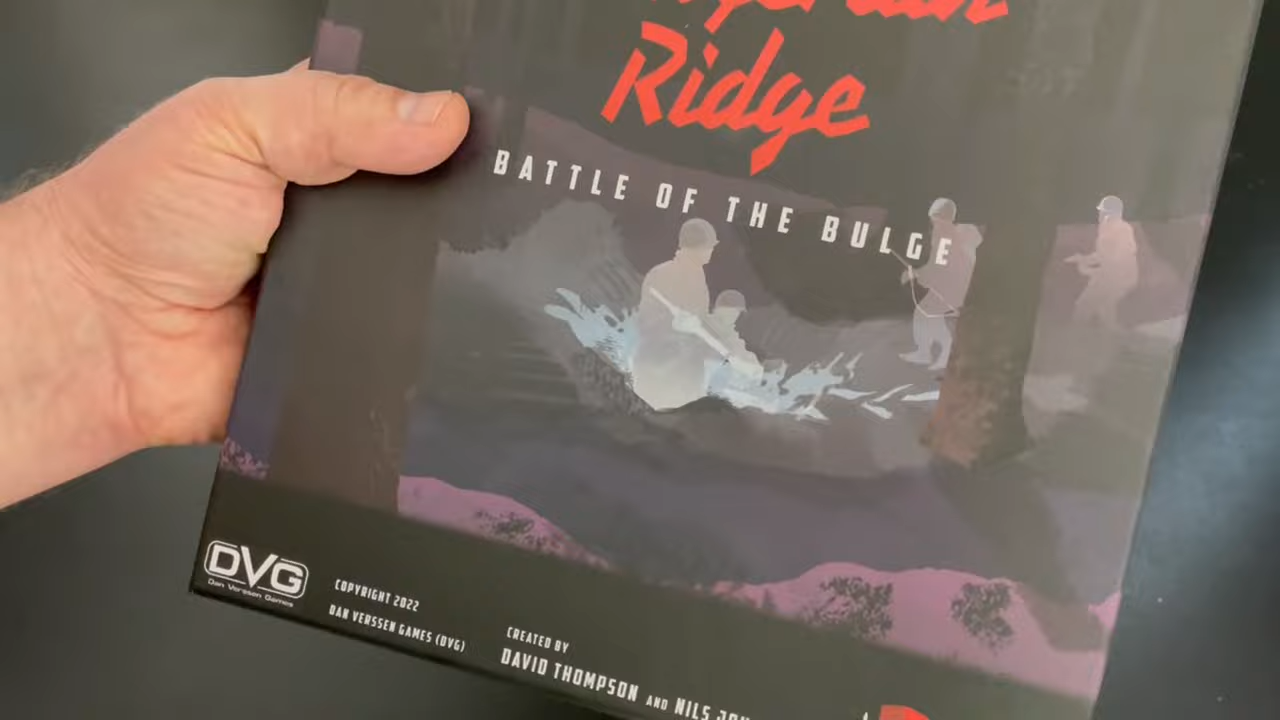 Ridge
BATTLE OF THE BULGE
DVG
Dan Verssen Games
COPYRIGHT 2022
DAN VERSSEN GAMES (DVG)
CREATED BY
DAVID THOMPSON AND NILS